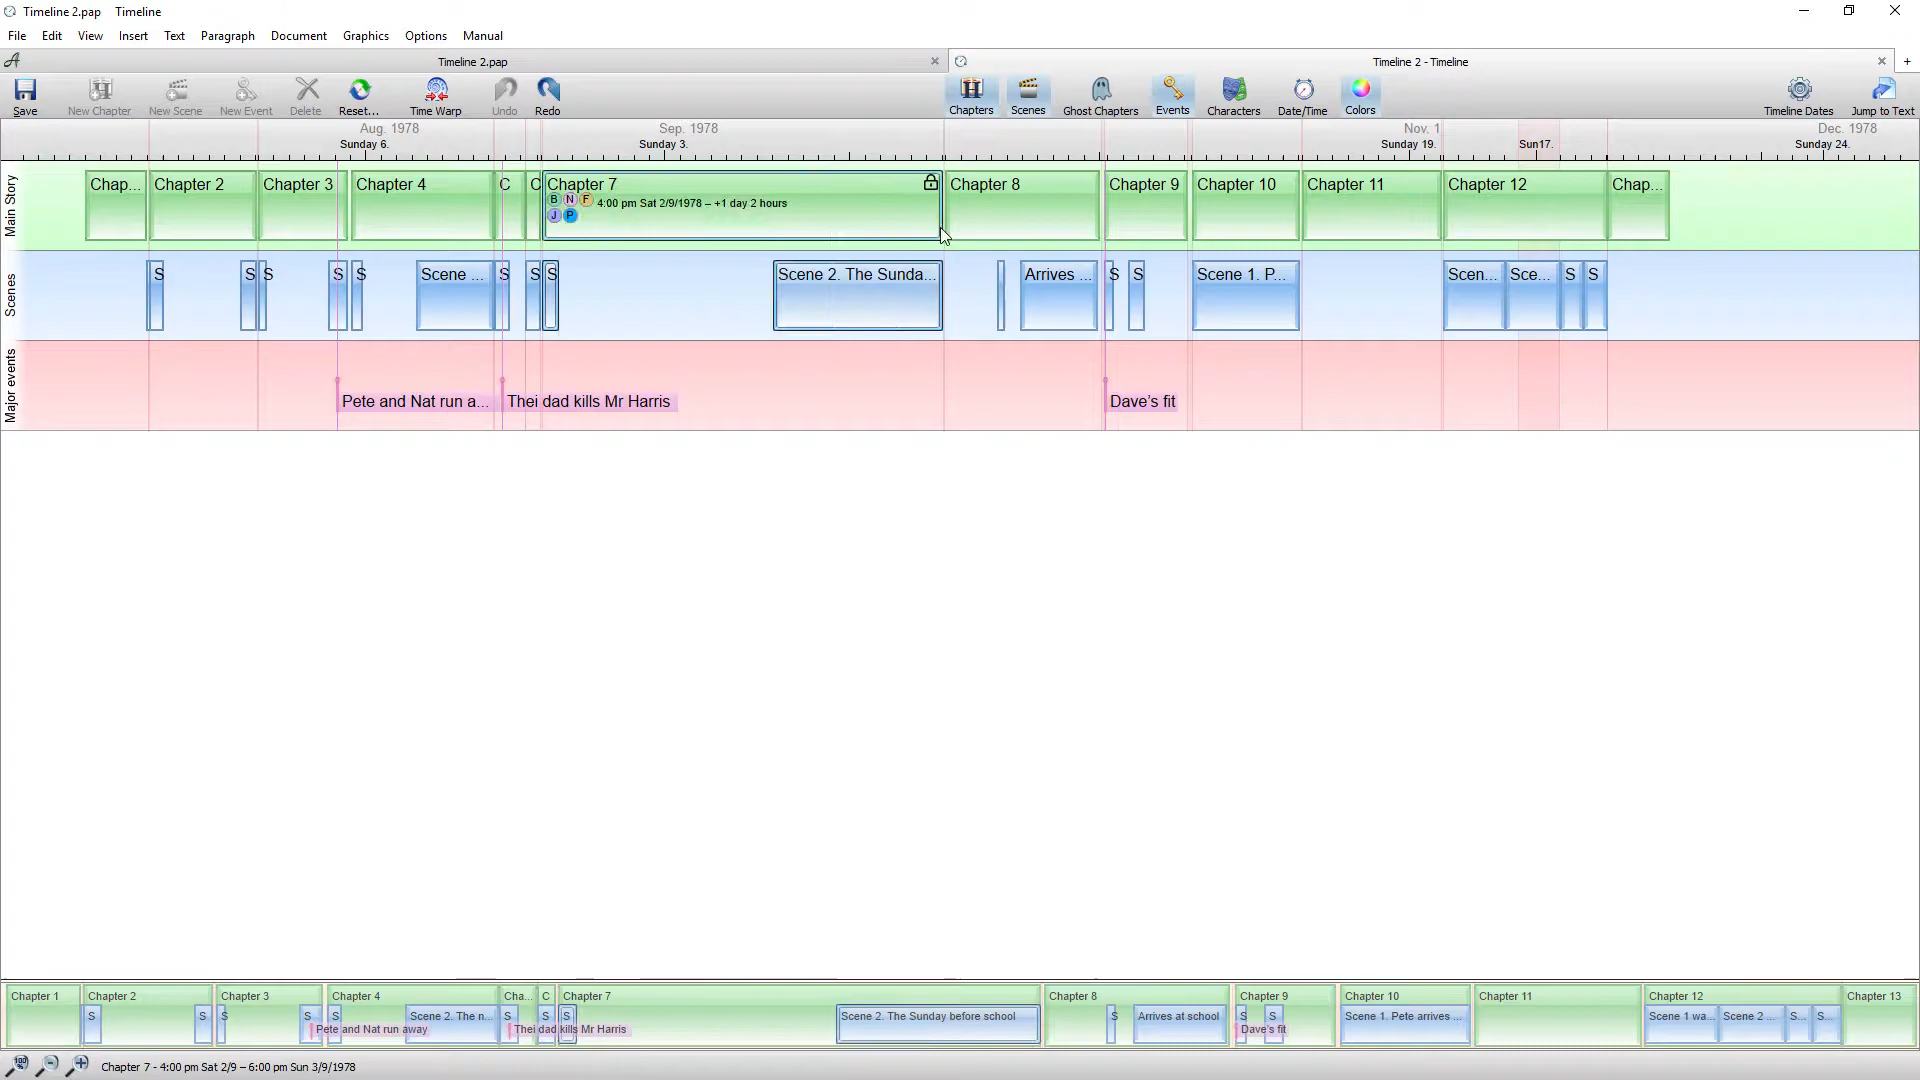 Timeline 2.pap Timeline
File Edit View Insert Text Paragraph Document Graphics Options Manual
Timeline 2.pap
Timeline 2 - Timeline
Save New Chapter New Scene New Event Delete Reset... Time Warp Undo Redo
Chapters Scenes Ghost Chapters Events Characters Date/Time Colors Timeline Dates Jump to Text
Aug. 1978 Sep. 1978 Nov. 1 Dec. 1978
Sunday 6. Sunday 3. Sunday 19. Sun17. Sunday 24.
Main Story
Chap... Chapter 2 Chapter 3 Chapter 4 C C Chapter 7 Chapter 8 Chapter 9 Chapter 10 Chapter 11 Chapter 12 Chap...
B N F 4:00 pm Sat 2/9/1978 – +1 day 2 hours
J P
Scenes
S S S S S Scene ... S S S Scene 2. The Sunda... Arrives ... S S Scene 1. P... Scen... Sce... S S
Major events
Pete and Nat run a... Thei dad kills Mr Harris Dave's fit
Chapter 1 Chapter 2 Chapter 3 Chapter 4 Cha... C Chapter 7 Chapter 8 Chapter 9 Chapter 10 Chapter 11 Chapter 12 Chapter 13
S S S S S Scene 2. The n... S S S Scene 2. The Sunday before school S Arrives at school S S Scene 1. Pete arrives ... Scene 1 wa... Scene 2 ... S... S...
Pete and Nat run away Thei dad kills Mr Harris Dave's fit
100 % Chapter 7 - 4:00 pm Sat 2/9 – 6:00 pm Sun 3/9/1978